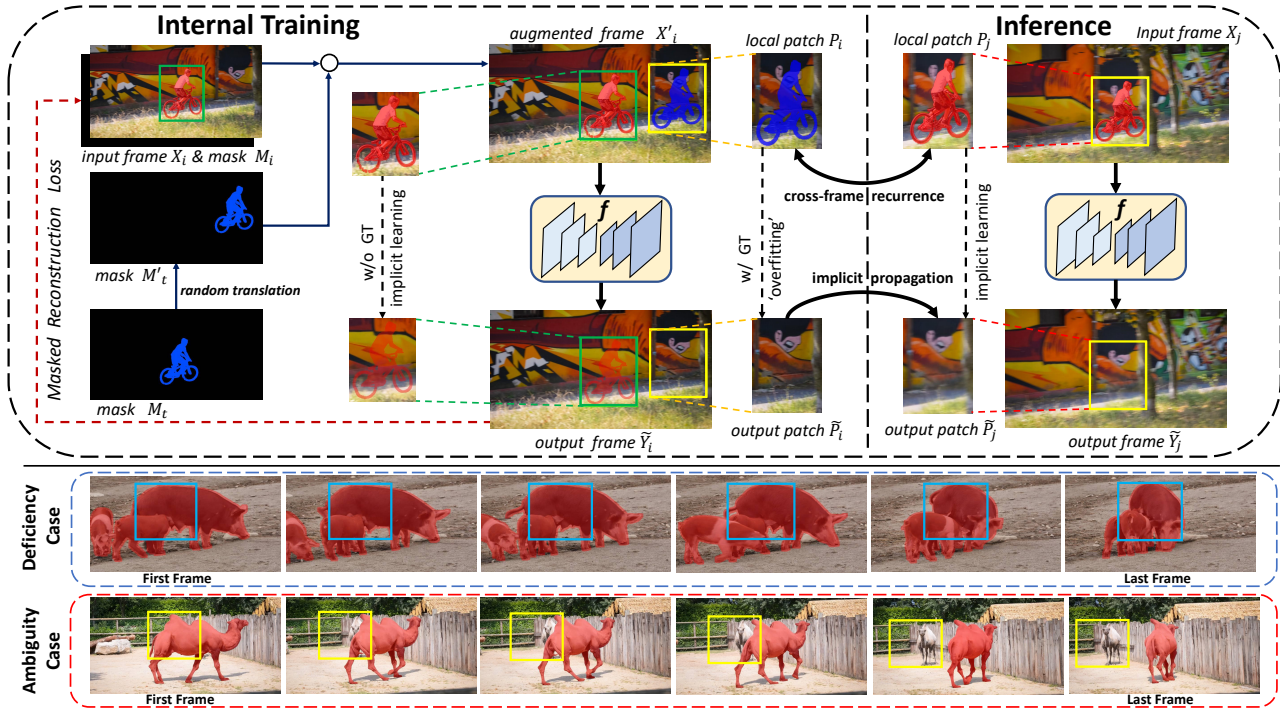 Internal Training
Inference
augmented frame X'ᵢ
local patch Pᵢ
local patch Pⱼ
Input frame Xⱼ
input frame Xᵢ & mask Mᵢ
Masked Reconstruction Loss
mask M'ₜ
random translation
mask Mₜ
w/o GT
implicit learning
f
w/ GT
'overfitting'
cross-frame recurrence
implicit propagation
implicit learning
f
output frame Ỹᵢ
output patch P̃ᵢ
output patch P̃ⱼ
output frame Ỹⱼ
Deficiency
Case
First Frame
Last Frame
Ambiguity
Case
First Frame
Last Frame